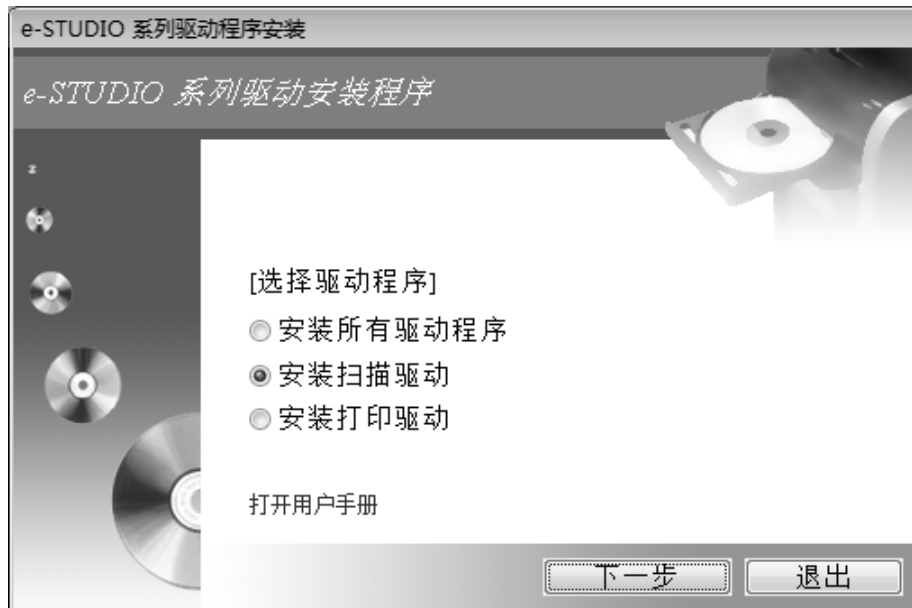 e-STUDIO 系列驱动程序安装
e-STUDIO 系列驱动安装程序
[选择驱动程序]
安装所有驱动程序
安装扫描驱动
安装打印驱动
打开用户手册
下一步
退出